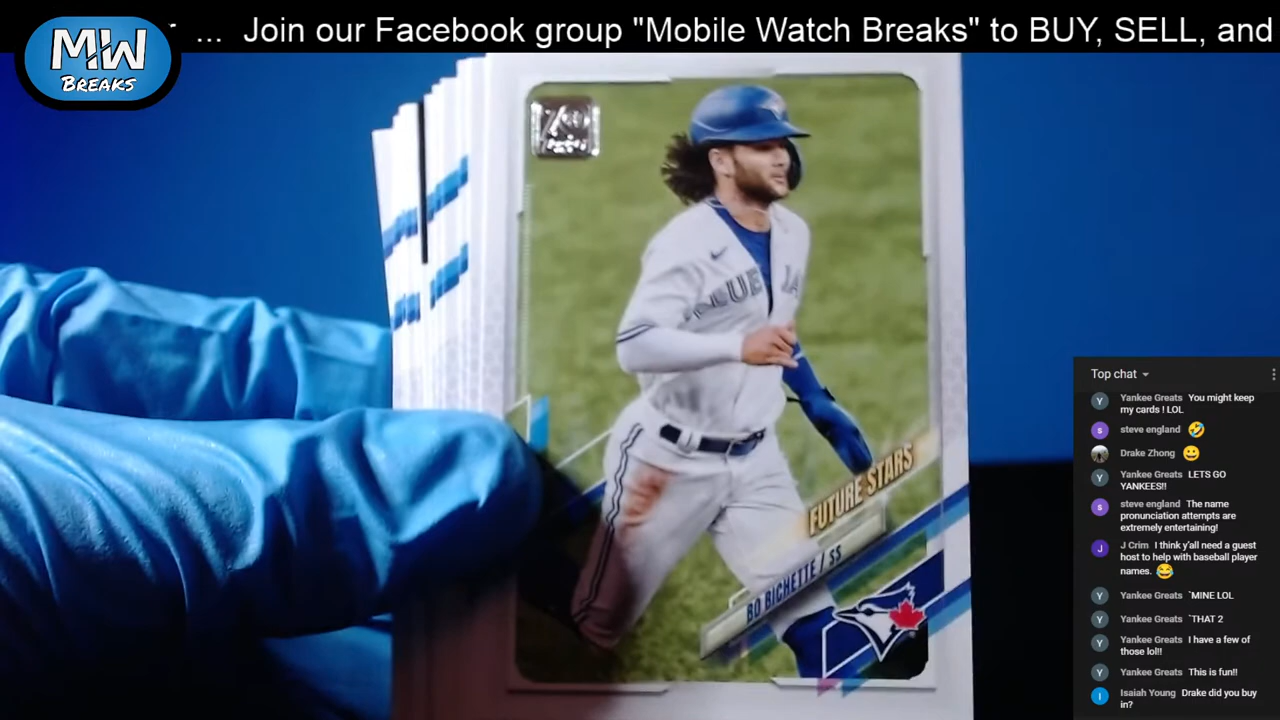 ... Join our Facebook group "Mobile Watch Breaks" to BUY, SELL, and
MW
BREAKS
70
BLUE JA
FUTURE STARS
BO BICHETTE / SS
Top chat
Y Yankee Greats You might keep
my cards ! LOL
s steve england 🤣
Drake Zhong 😀
Y Yankee Greats LETS GO
YANKEES!!
s steve england The name
pronunciation attempts are
extremely entertaining!
J J Crim I think y'all need a guest
host to help with baseball player
names. 😂
Y Yankee Greats `MINE LOL
Y Yankee Greats `THAT 2
Y Yankee Greats I have a few of
those lol!!
Y Yankee Greats This is fun!!
I Isaiah Young Drake did you buy
in?